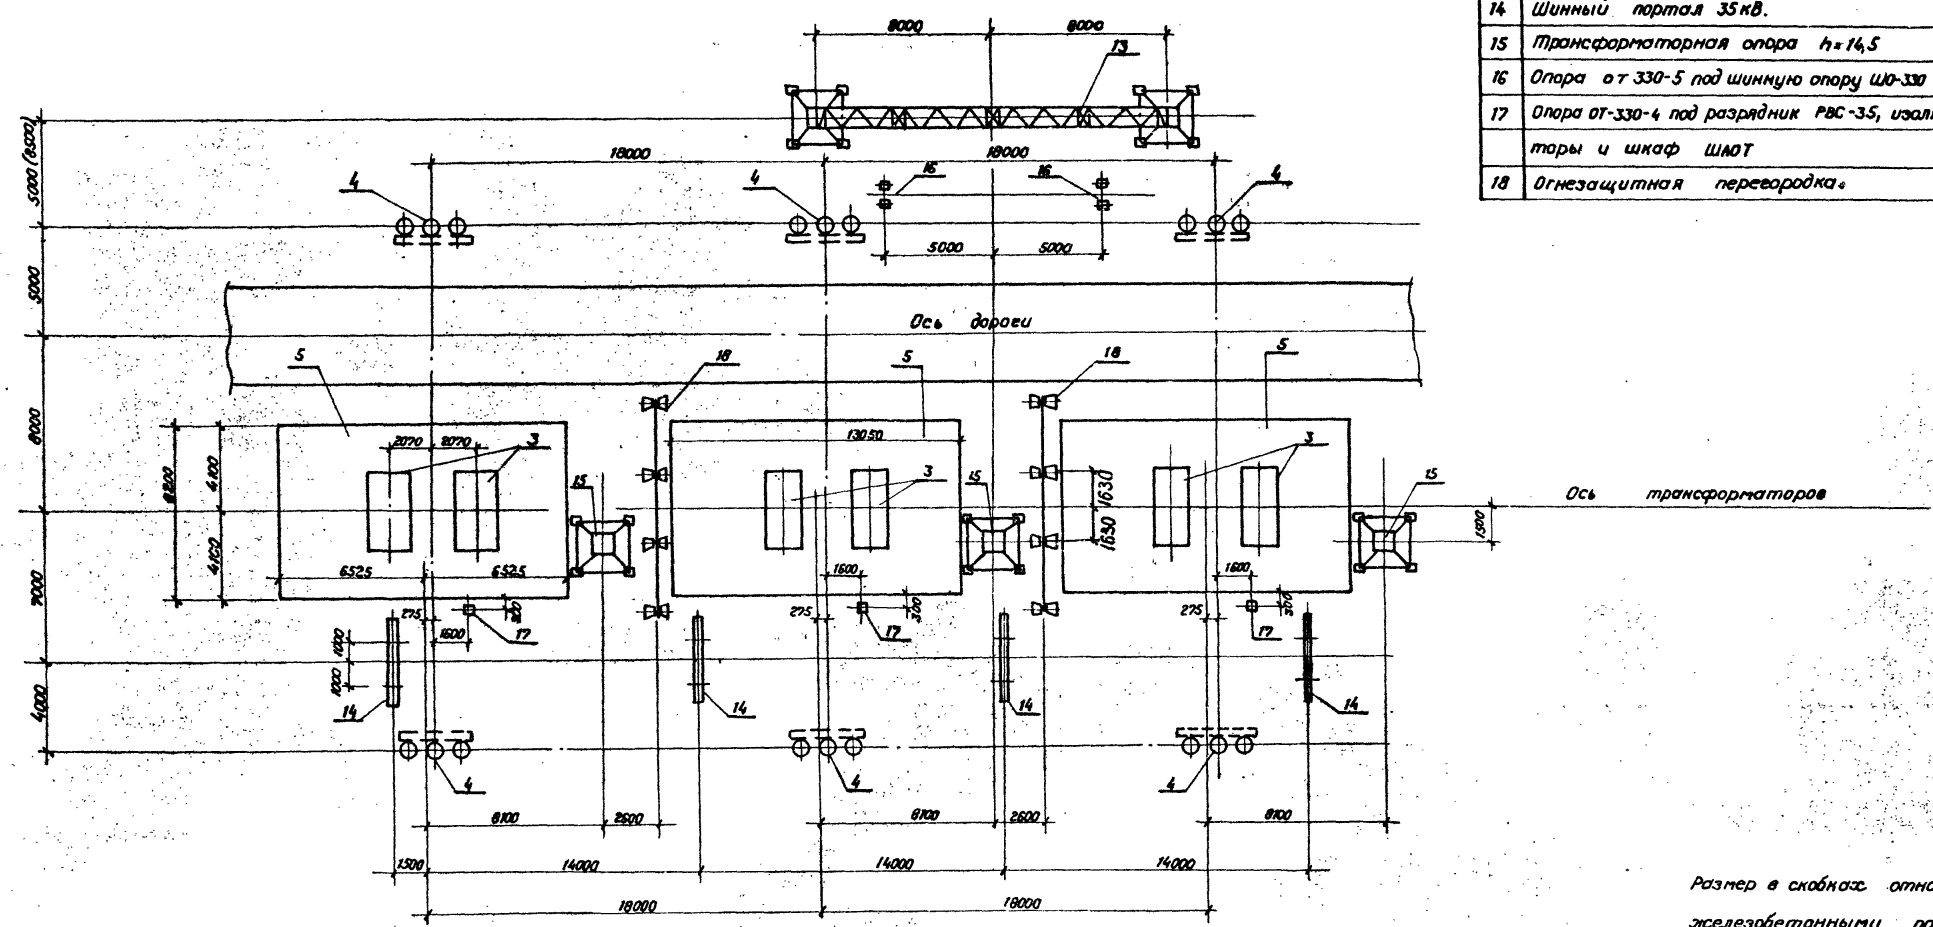 14 Шинный портал 35кВ.
15 Трансформаторная опора h=14,5
16 Опора от 330-5 под шинную опору ШО-330
17 Опора ОТ-330-4 под разрядник РВС-35, изоля
торы и шкаф ШАОТ
18 Огнезащитная перегородка.
8000 8000
13
5000(8500)
18000 18000
4 4 16 16 4
5000 5000
5000
Ось дороги
5 18 5 18 5
8000
2070 2070 3 13050 3 3
8200 4100 15 15 1630 15
Ось трансформаторов
1500
4100 1630
6525 6525 1600 1600
7000
275 300 275 300 275 300
1600 17 17 17
1000
1000
4000
14 14 14 14
4 4 4
8100 2600 8100 2600 8100
1500 14000 14000 14000
18000 18000
Размер в скобках отно
железобетонными